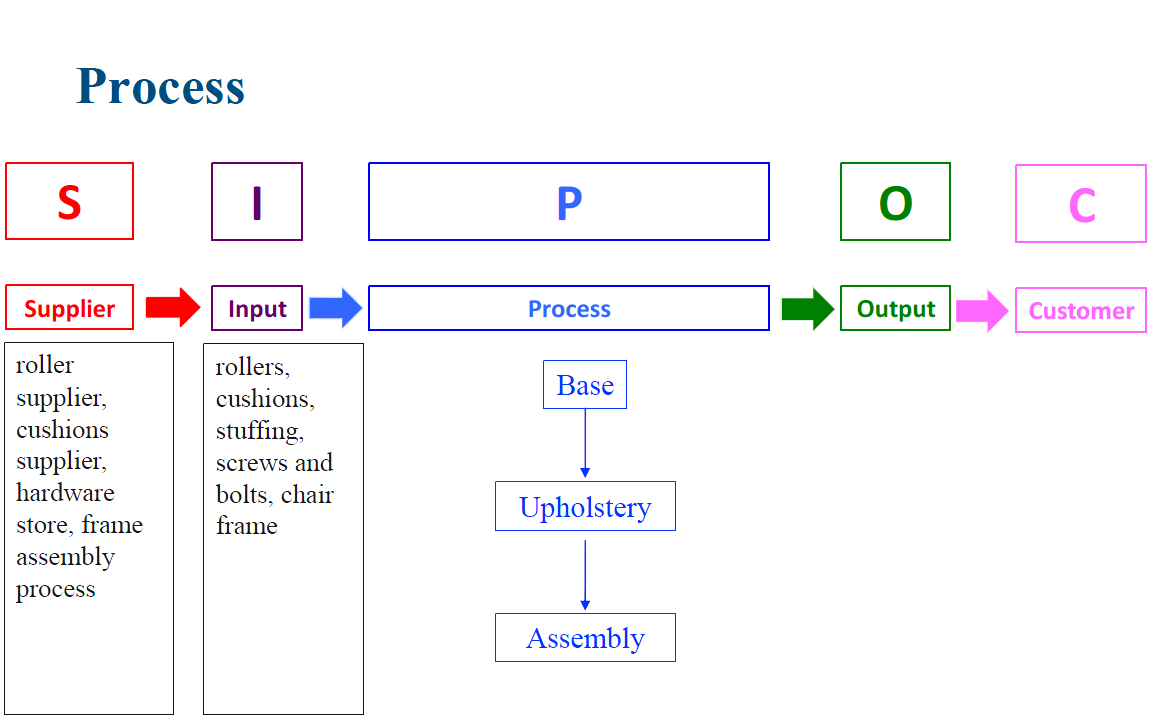 Process
S
I
P
O
C
Supplier
Input
Process
Output
Customer
roller
supplier,
cushions
supplier,
hardware
store, frame
assembly
process
rollers,
cushions,
stuffing,
screws and
bolts, chair
frame
Base
Upholstery
Assembly